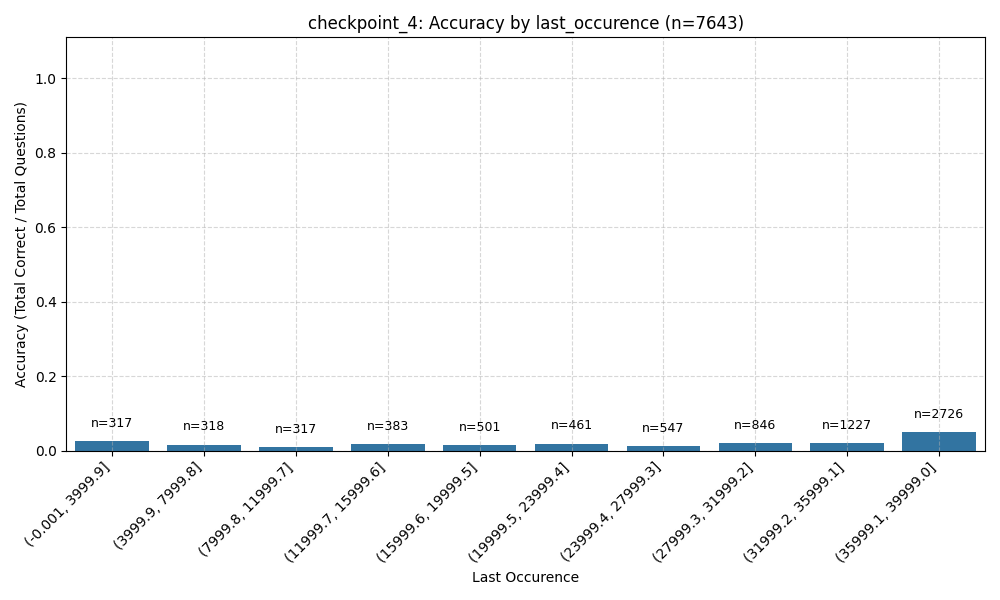 checkpoint_4: Accuracy by last_occurence (n=7643)
Accuracy (Total Correct / Total Questions)
1.0
0.8
0.6
0.4
0.2
0.0
n=317
n=318
n=317
n=383
n=501
n=461
n=547
n=846
n=1227
n=2726
(-0.001, 3999.9]
(3999.9, 7999.8]
(7999.8, 11999.7]
(11999.7, 15999.6]
(15999.6, 19999.5]
(19999.5, 23999.4]
(23999.4, 27999.3]
(27999.3, 31999.2]
(31999.2, 35999.1]
(35999.1, 39999.0]
Last Occurence